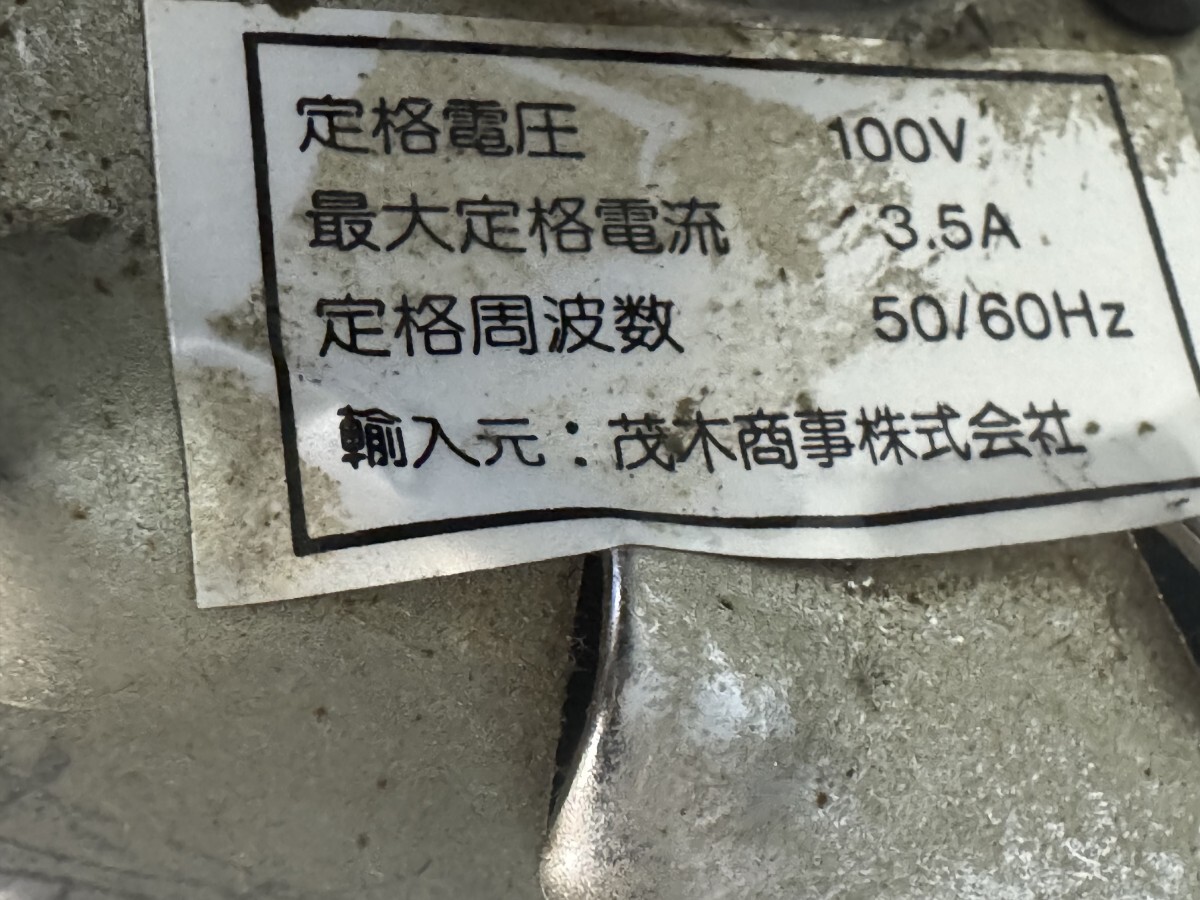 定格電圧 100V
最大定格電流 3.5A
定格周波数 50/60Hz
輸入元：茂木商事株式会社